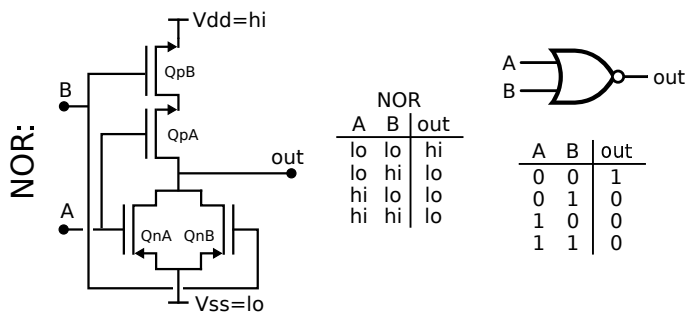 NOR:
Vdd=hi
QpB
B
QpA
out
A
QnA QnB
Vss=lo
NOR
A B out
lo lo hi
lo hi lo
hi lo lo
hi hi lo
A
B
out
A B out
0 0 1
0 1 0
1 0 0
1 1 0